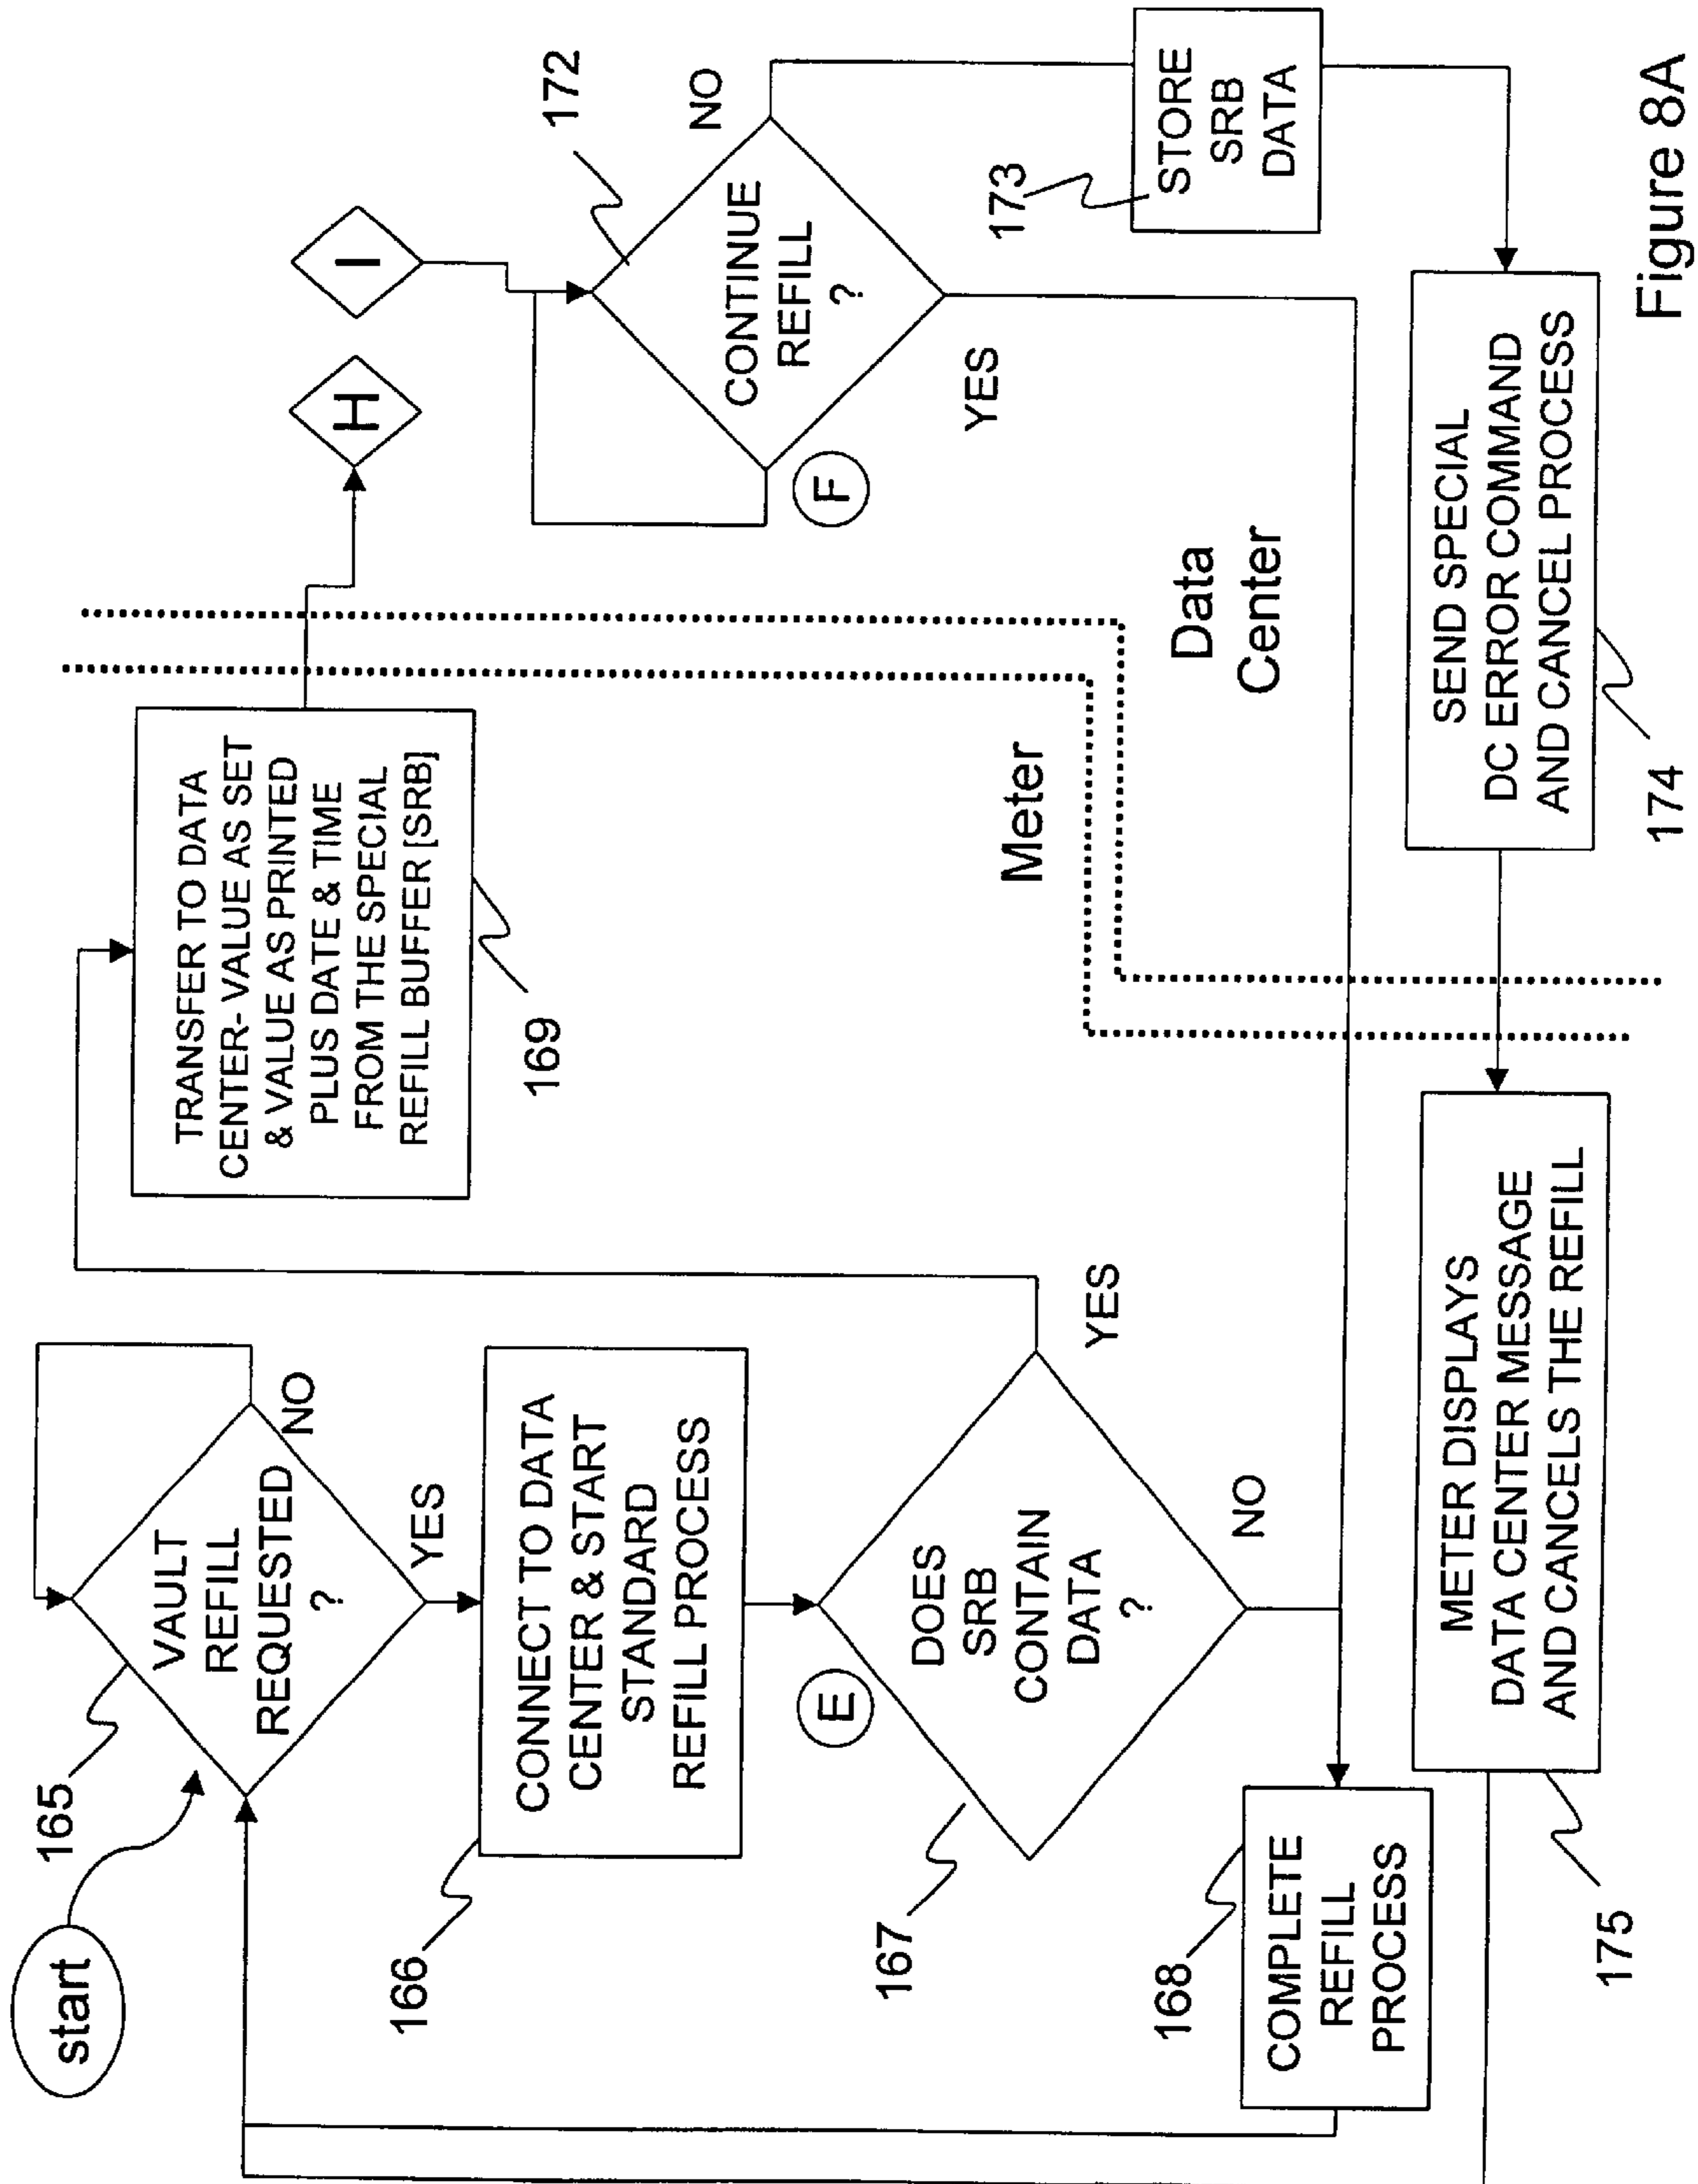 start
165
VAULT
REFILL
REQUESTED
?
NO
YES
166
CONNECT TO DATA
CENTER & START
STANDARD
REFILL PROCESS
167
E
DOES
SRB
CONTAIN
DATA
?
YES
NO
168
COMPLETE
REFILL
PROCESS
TRANSFER TO DATA
CENTER- VALUE AS SET
& VALUE AS PRINTED
PLUS DATE & TIME
FROM THE SPECIAL
REFILL BUFFER [SRB]
169
H
I
172
CONTINUE
REFILL
?
F
NO
YES
173
STORE
SRB
DATA
Meter
Data
Center
SEND SPECIAL
DC ERROR COMMAND
AND CANCEL PROCESS
174
METER DISPLAYS
DATA CENTER MESSAGE
AND CANCELS THE REFILL
175
Figure 8A